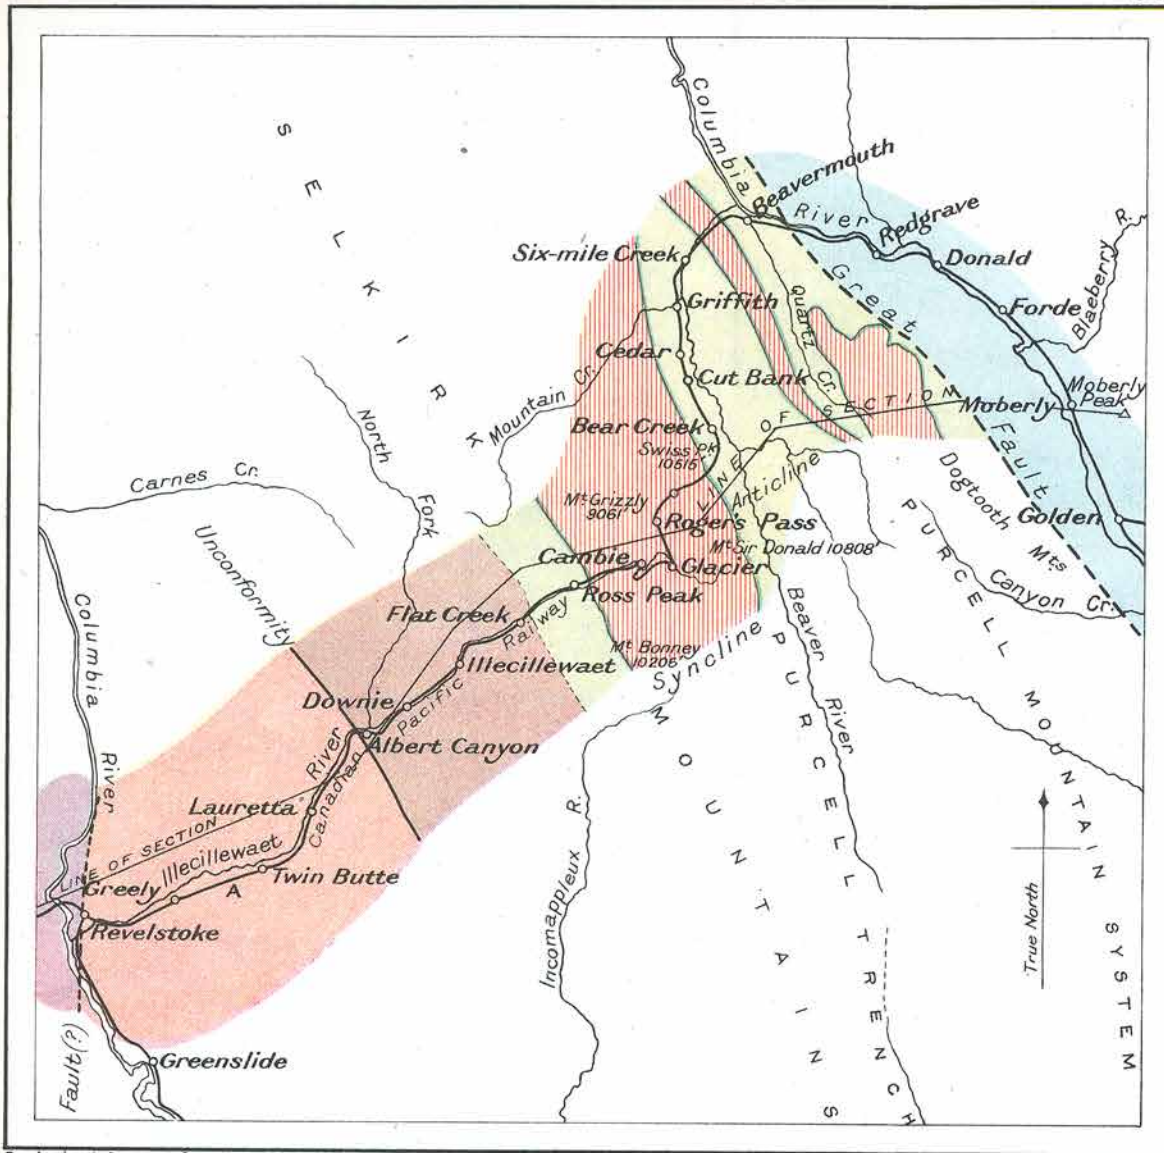 SELKIRK
MOUNTAINS
Columbia
River
Beavermouth
Redgrave
Donald
Forde
Blaeberry R.
Six-mile Creek
Griffith
Great
Fault
Quartz
Cr.
Cedar
Cut Bank
Moberly
Peak
Moberly
LINE OF SECTION
Mountain Cr.
Bear Creek
Swiss Pk.
10515'
North
Fork
Carnes Cr.
Anticline
Dogtooth Mts
Mt Grizzly
9061'
Rogers Pass
Golden
Mt Sir Donald 10808'
PURCELL MOUNTAIN SYSTEM
Canyon Cr.
Unconformity
Cambie
Glacier
Flat Creek
Ross Peak
Canadian Pacific Railway
Beaver
River
PURCELL TRENCH
Columbia
River
Mt Bonney
10206'
Syncline
Illecillewaet
Downie
Albert Canyon
Lauretta
Illecillewaet
River
LINE OF SECTION
Greely
A
Twin Butte
Revelstoke
Incomappleux R.
True North
Fault(?)
Greenslide